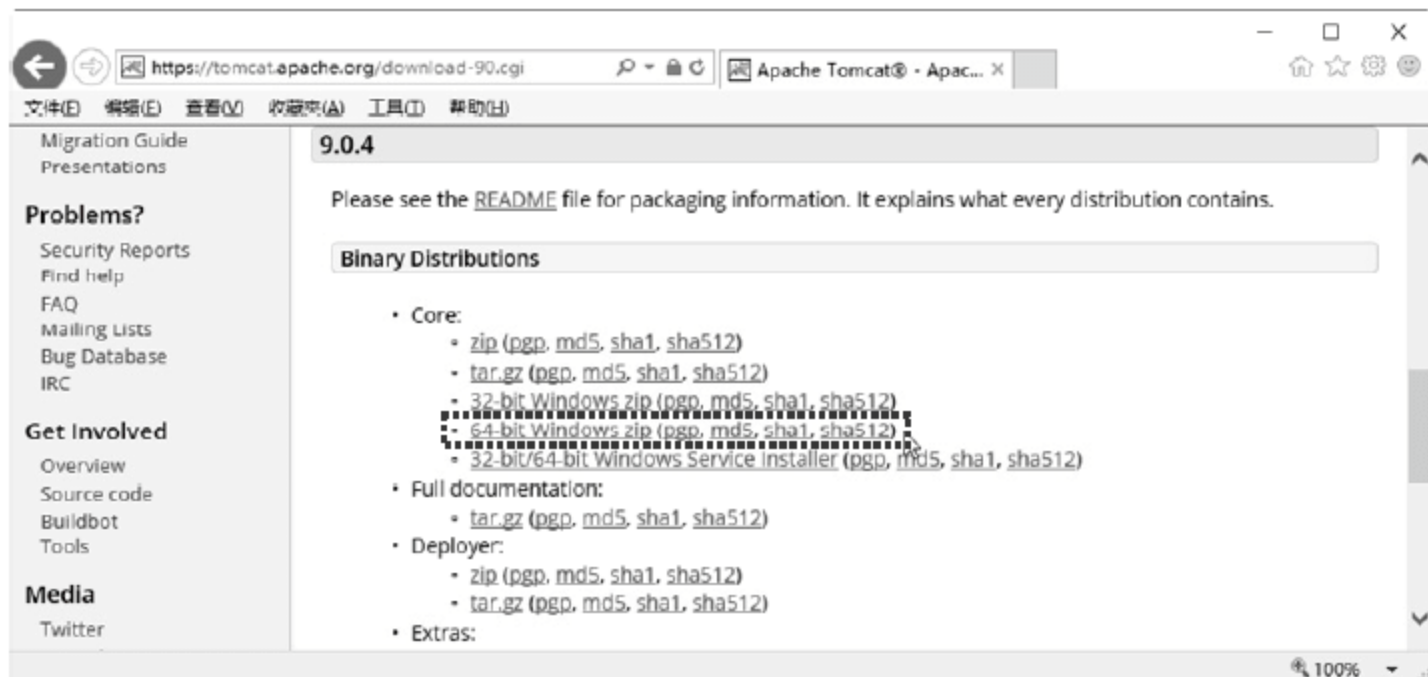 https://tomcat.apache.org/download-90.cgi
Apache Tomcat® - Apac...
文件(F) 编辑(E) 查看(V) 收藏夹(A) 工具(T) 帮助(H)
Migration Guide
Presentations
Problems?
Security Reports
Find help
FAQ
Mailing Lists
Bug Database
IRC
Get Involved
Overview
Source code
Buildbot
Tools
Media
Twitter
9.0.4
Please see the README file for packaging information. It explains what every distribution contains.
Binary Distributions
• Core:
zip (pgp, md5, sha1, sha512)
tar.gz (pgp, md5, sha1, sha512)
32-bit Windows zip (pgp, md5, sha1, sha512)
64-bit Windows zip (pgp, md5, sha1, sha512)
32-bit/64-bit Windows Service Installer (pgp, md5, sha1, sha512)
• Full documentation:
tar.gz (pgp, md5, sha1, sha512)
• Deployer:
zip (pgp, md5, sha1, sha512)
tar.gz (pgp, md5, sha1, sha512)
• Extras:
100%